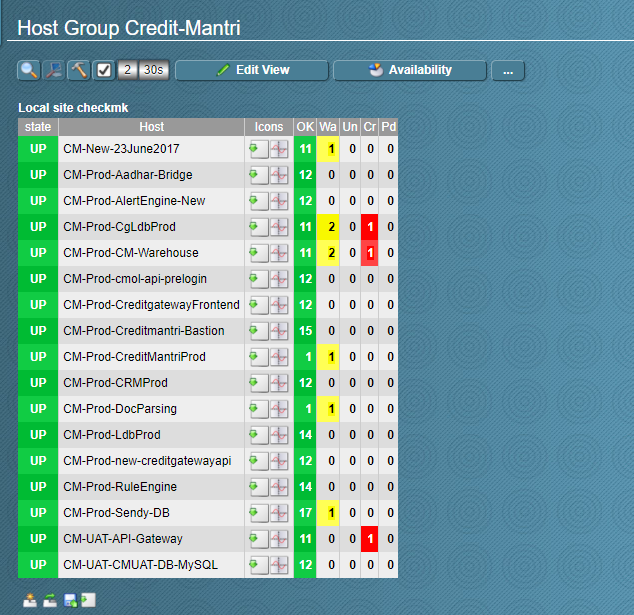 Host Group Credit-Mantri
2 30s Edit View Availability ...
Local site checkmk
state Host Icons OK Wa Un Cr Pd
UP CM-New-23June2017 11 1 0 0 0
UP CM-Prod-Aadhar-Bridge 12 0 0 0 0
UP CM-Prod-AlertEngine-New 12 0 0 0 0
UP CM-Prod-CgLdbProd 11 2 0 1 0
UP CM-Prod-CM-Warehouse 11 2 0 1 0
UP CM-Prod-cmol-api-prelogin 12 0 0 0 0
UP CM-Prod-CreditgatewayFrontend 12 0 0 0 0
UP CM-Prod-Creditmantri-Bastion 15 0 0 0 0
UP CM-Prod-CreditMantriProd 1 1 0 0 0
UP CM-Prod-CRMProd 12 0 0 0 0
UP CM-Prod-DocParsing 1 1 0 0 0
UP CM-Prod-LdbProd 14 0 0 0 0
UP CM-Prod-new-creditgatewayapi 12 0 0 0 0
UP CM-Prod-RuleEngine 14 0 0 0 0
UP CM-Prod-Sendy-DB 17 1 0 0 0
UP CM-UAT-API-Gateway 11 0 0 1 0
UP CM-UAT-CMUAT-DB-MySQL 12 0 0 0 0